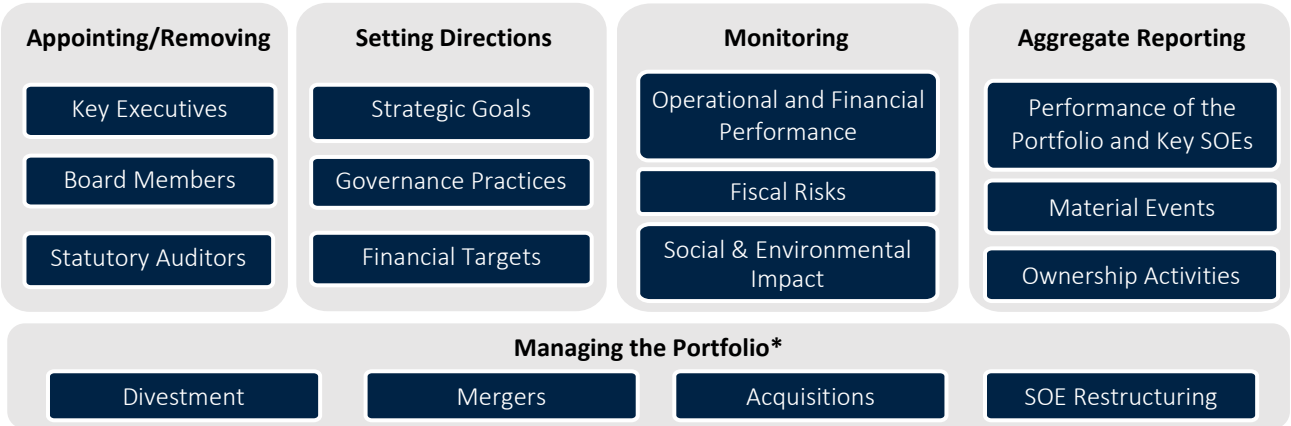 Appointing/Removing
Key Executives
Board Members
Statutory Auditors
Setting Directions
Strategic Goals
Governance Practices
Financial Targets
Monitoring
Operational and Financial
Performance
Fiscal Risks
Social & Environmental
Impact
Aggregate Reporting
Performance of the
Portfolio and Key SOEs
Material Events
Ownership Activities
Managing the Portfolio*
Divestment
Mergers
Acquisitions
SOE Restructuring